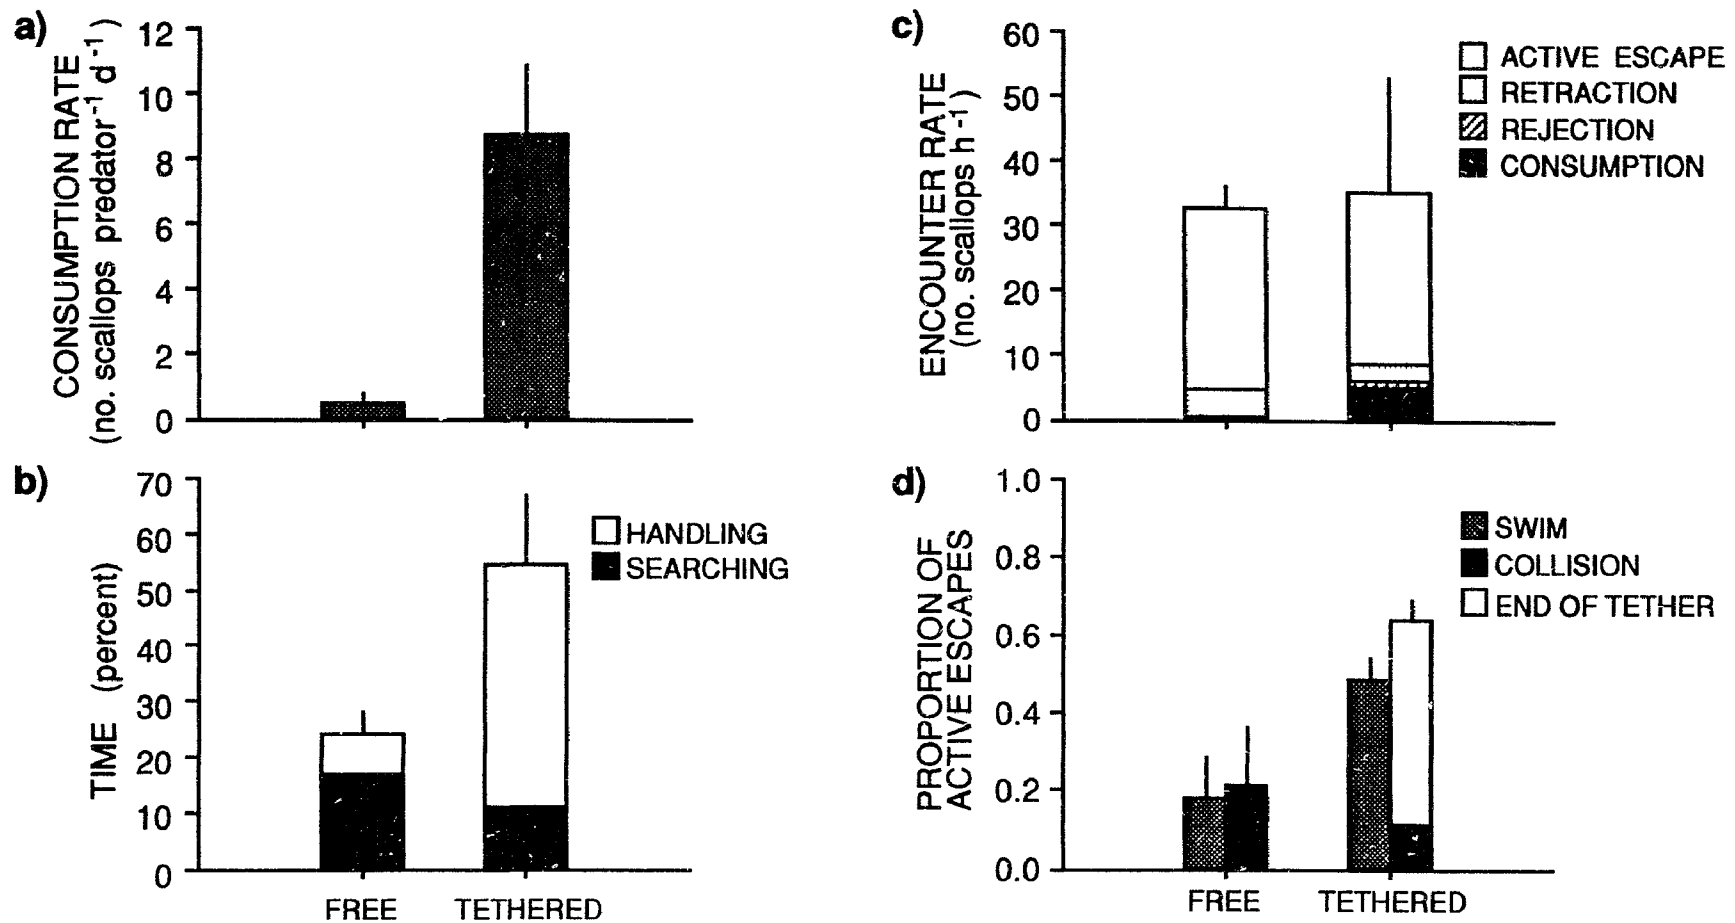 a)
CONSUMPTION RATE
(no. scallops predator⁻¹ d⁻¹)
12
10
8
6
4
2
0
c)
ENCOUNTER RATE
(no. scallops h⁻¹)
60
50
40
30
20
10
0
ACTIVE ESCAPE
RETRACTION
REJECTION
CONSUMPTION
b)
TIME (percent)
70
60
50
40
30
20
10
0
HANDLING
SEARCHING
FREE TETHERED
d)
PROPORTION OF
ACTIVE ESCAPES
1.0
0.8
0.6
0.4
0.2
0.0
SWIM
COLLISION
END OF TETHER
FREE TETHERED